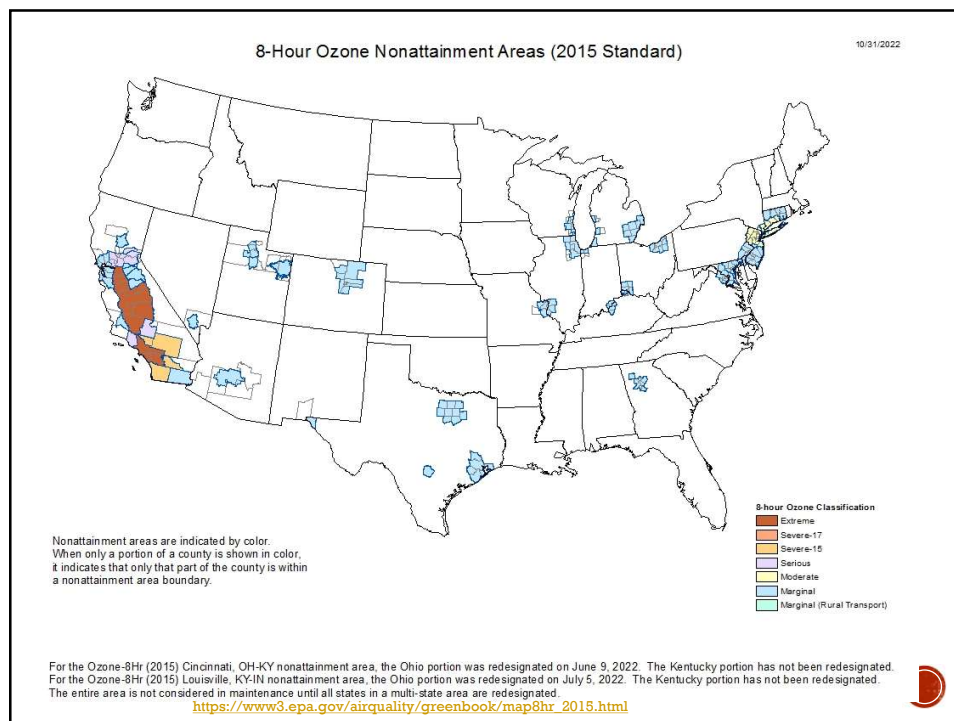 8-Hour Ozone Nonattainment Areas (2015 Standard)
10/31/2022
Nonattainment areas are indicated by color.
When only a portion of a county is shown in color,
it indicates that only that part of the county is within
a nonattainment area boundary.
8-hour Ozone Classification
Extreme
Severe-17
Severe-15
Serious
Moderate
Marginal
Marginal (Rural Transport)
For the Ozone-8Hr (2015) Cincinnati, OH-KY nonattainment area, the Ohio portion was redesignated on June 9, 2022. The Kentucky portion has not been redesignated.
For the Ozone-8Hr (2015) Louisville, KY-IN nonattainment area, the Ohio portion was redesignated on July 5, 2022. The Kentucky portion has not been redesignated.
The entire area is not considered in maintenance until all states in a multi-state area are redesignated.
https://www3.epa.gov/airquality/greenbook/map8hr_2015.html